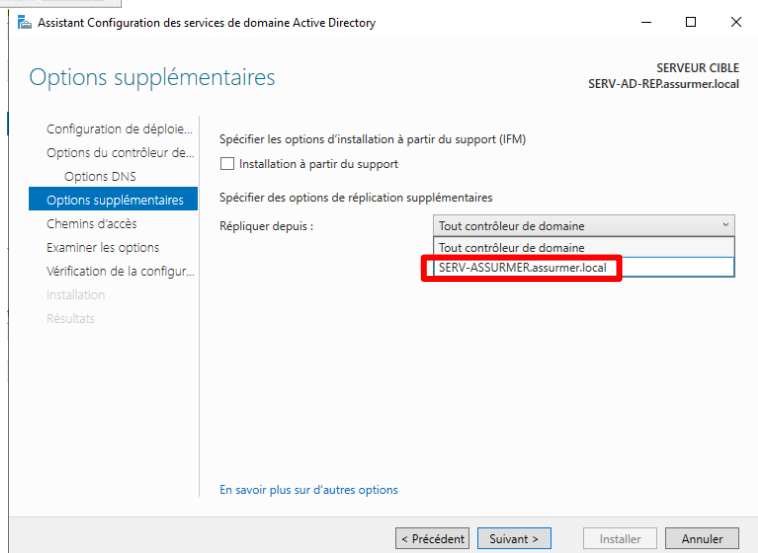 Assistant Configuration des services de domaine Active Directory
Options supplémentaires
SERVEUR CIBLE
SERV-AD-REP.assurmer.local
Configuration de déploie...
Options du contrôleur de...
Options DNS
Options supplémentaires
Chemins d'accès
Examiner les options
Vérification de la configur...
Installation
Résultats
Spécifier les options d'installation à partir du support (IFM)
Installation à partir du support
Spécifier des options de réplication supplémentaires
Répliquer depuis :
Tout contrôleur de domaine
Tout contrôleur de domaine
SERV-ASSURMER.assurmer.local
En savoir plus sur d'autres options
< Précédent
Suivant >
Installer
Annuler